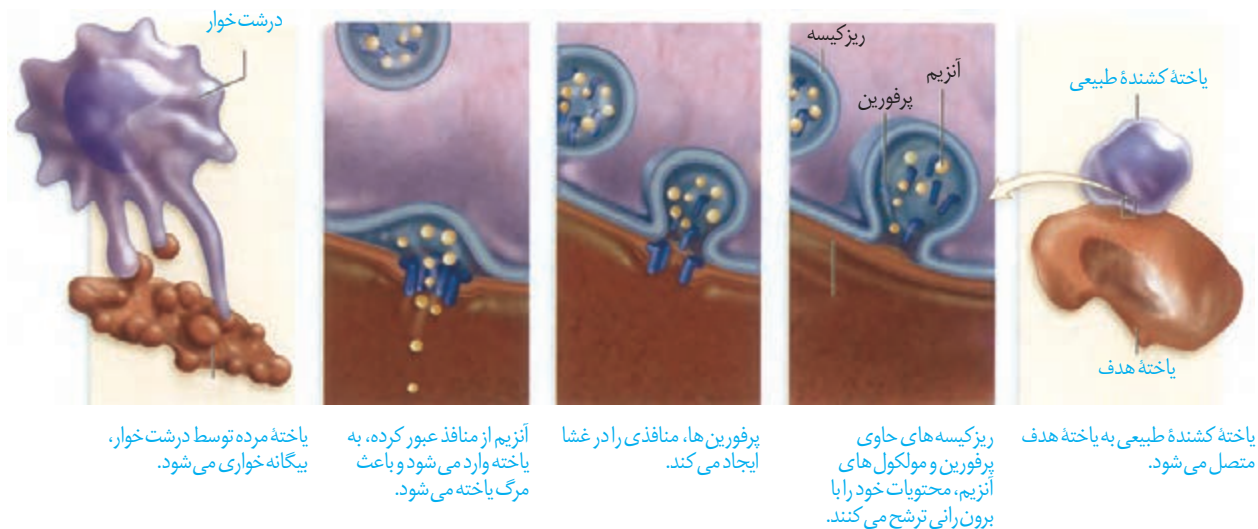 یاختهٔ کشندهٔ طبیعی
یاختهٔ هدف
یاختهٔ کشندهٔ طبیعی به یاختهٔ هدف
متصل می‌شود.
ریزکیسه
آنزیم
پرفورین
ریزکیسه‌های حاوی
پرفورین و مولکول‌های
آنزیم، محتویات خود را با
برون‌رانی ترشح می‌کنند.
پرفورین ها، منافذی را در غشا
ایجاد می کند.
آنزیم از منافذ عبور کرده، به
یاخته وارد می شود و باعث
مرگ یاخته می‌شود.
درشت‌خوار
یاختهٔ مرده توسط درشت‌خوار،
بیگانه‌خواری می‌شود.